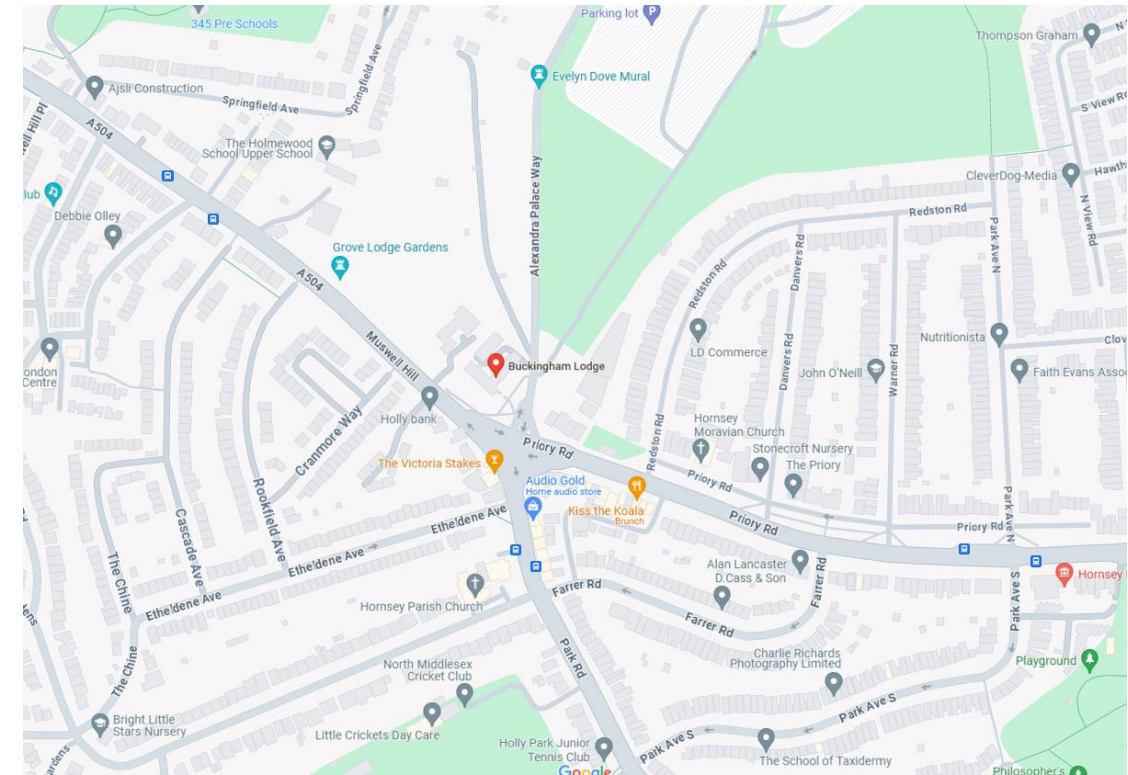 345 Pre Schools
Parking lot
P
Thompson Graham
Evelyn Dove Mural
Ajsli Construction
Springfield Ave
Springfield Ave
S View Rd
A504
The Holmewood
School Upper School
CleverDog-Media
Debbie Olley
Alexandra Palace Way
Redston Rd
Park Ave N
N View Rd
Grove Lodge Gardens
Danvers Rd
A504
Redston Rd
Muswell Hill
LD Commerce
Nutritionista
Warner Rd
Buckingham Lodge
John O'Neill
Danvers Rd
Faith Evans Asso
Holly bank
Cranmore Way
Redston Rd
Hornsey
Moravian Church
Priory Rd
Stonecroft Nursery
The Victoria Stakes
The Priory
Audio Gold
Home audio store
Priory Rd
Kiss the Koala
Brunch
Priory Rd
Priory Rd
Park Ave N
Cascade Ave
Rookfield Ave
Etheldene Ave
Etheldene Ave
Etheldene Ave
The Chine
Alan Lancaster
D.Cass & Son
Farrer Rd
Farrer Rd
Farrer Rd
Hornsey
Park Ave S
Hornsey Parish Church
Park Rd
Charlie Richards
Photography Limited
Playground
The Chine
North Middlesex
Cricket Club
Park Ave S
Bright Little
Stars Nursery
Little Crickets Day Care
Holly Park Junior
Tennis Club
Park Ave S
The School of Taxidermy
Google
Philosopher's